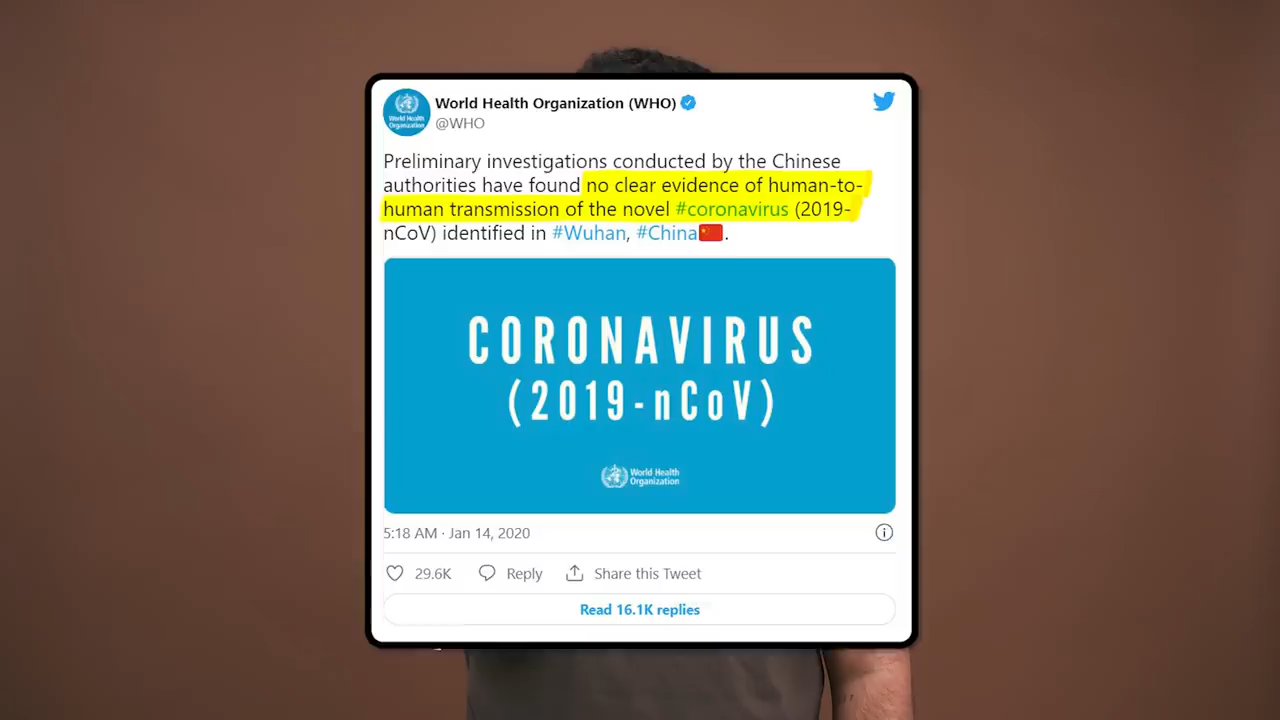 World Health Organization (WHO)
@WHO
Preliminary investigations conducted by the Chinese
authorities have found no clear evidence of human-to-
human transmission of the novel #coronavirus (2019-
nCoV) identified in #Wuhan, #China🇨🇳.
CORONAVIRUS
(2019-nCoV)
World Health
Organization
5:18 AM · Jan 14, 2020
29.6K Reply Share this Tweet
Read 16.1K replies